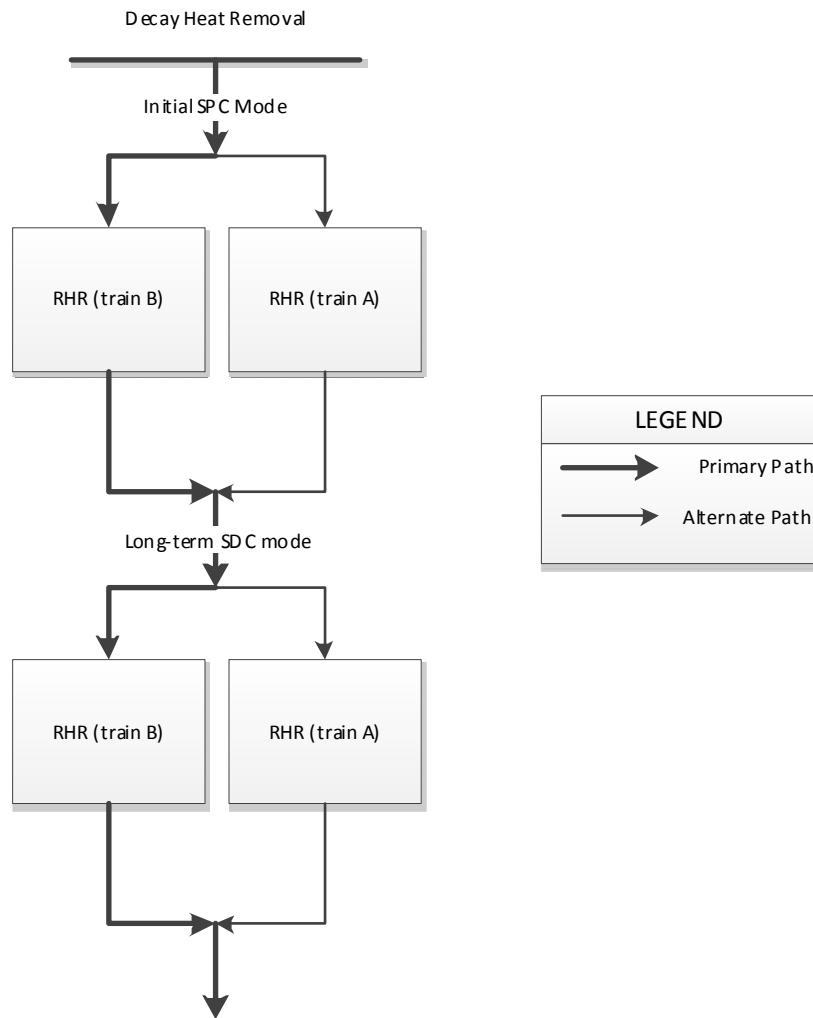 Decay Heat Removal
Initial SPC Mode
RHR (train B)
RHR (train A)
Long-term SDC mode
RHR (train B)
RHR (train A)
LEGEND
Primary Path
Alternate Path